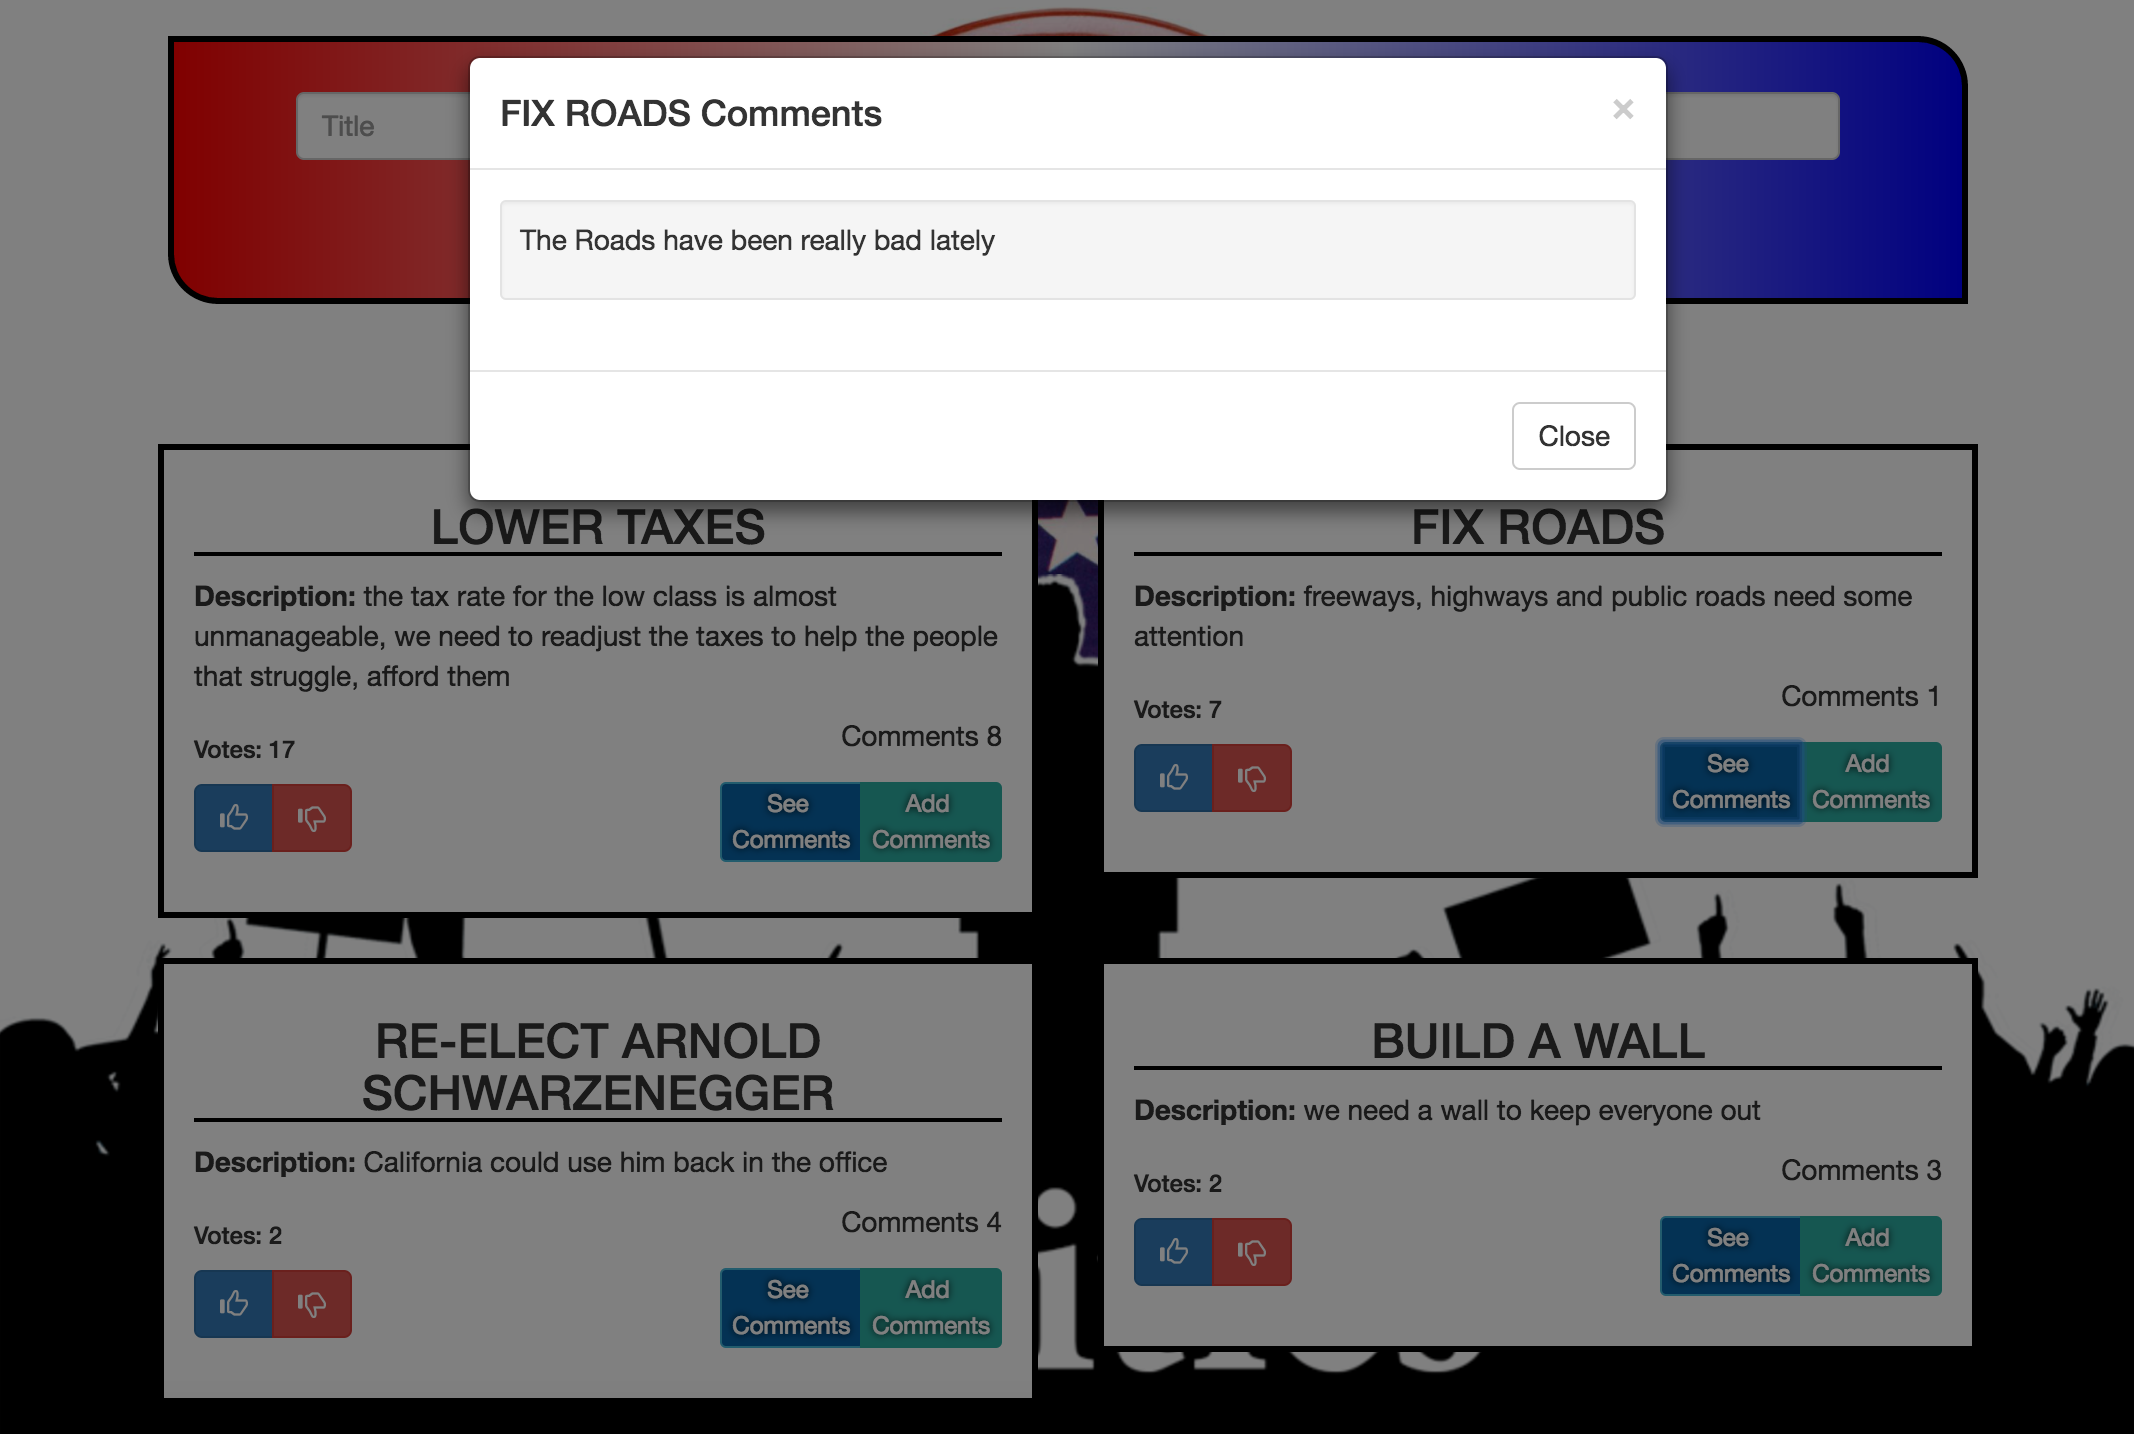 FIX ROADS Comments
×
Title
The Roads have been really bad lately
Close
LOWER TAXES
Description: the tax rate for the low class is almost
unmanageable, we need to readjust the taxes to help the people
that struggle, afford them
Comments 8
Votes: 17
See
Comments
Add
Comments
FIX ROADS
Description: freeways, highways and public roads need some
attention
Comments 1
Votes: 7
See
Comments
Add
Comments
RE-ELECT ARNOLD
SCHWARZENEGGER
Description: California could use him back in the office
Comments 4
Votes: 2
See
Comments
Add
Comments
BUILD A WALL
Description: we need a wall to keep everyone out
Comments 3
Votes: 2
See
Comments
Add
Comments